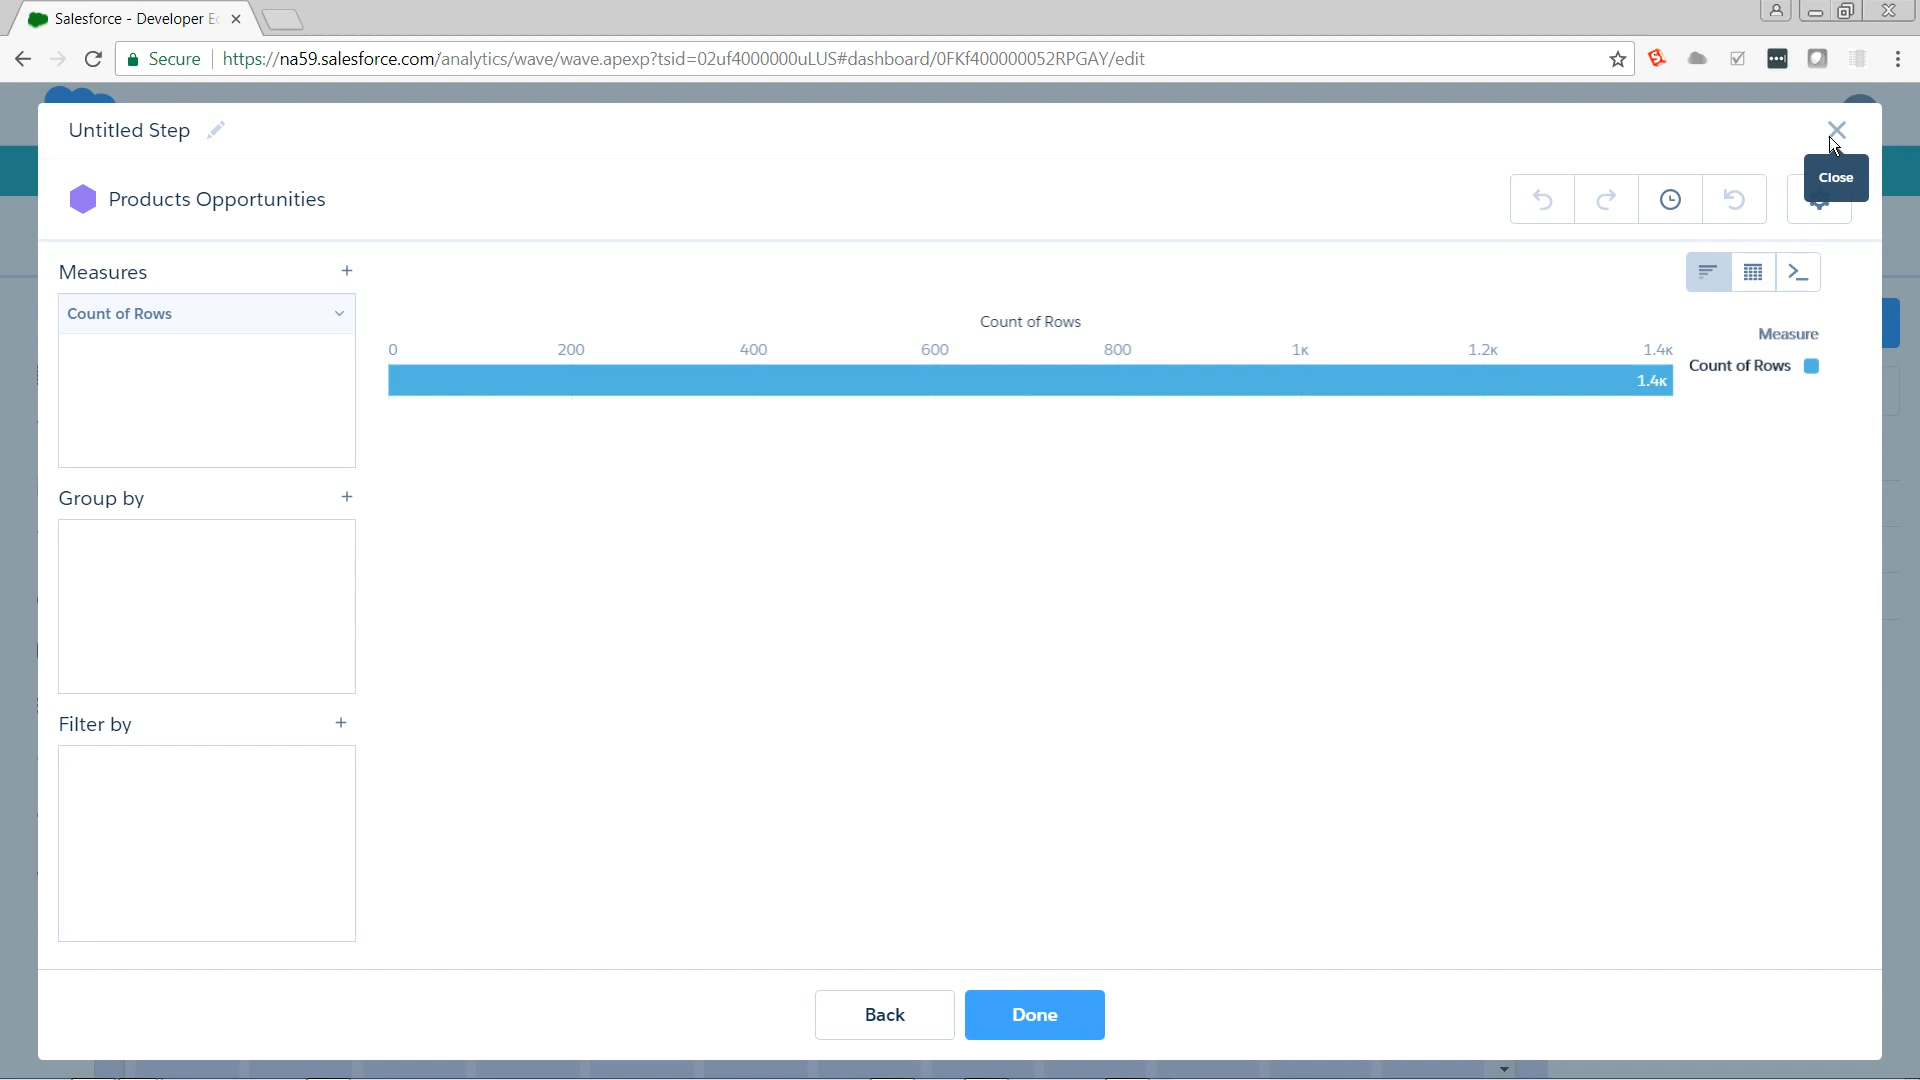 Salesforce - Developer Ec
Secure
https://na59.salesforce.com/analytics/wave/wave.apexp?tsid=02uf4000000uLUS#dashboard/0FKf400000052RPGAY/edit
Untitled Step
Close
Products Opportunities
Measures +
Count of Rows
Count of Rows
0 200 400 600 800 1K 1.2K 1.4K
1.4K
Measure
Count of Rows
Group by +
Filter by +
Back Done